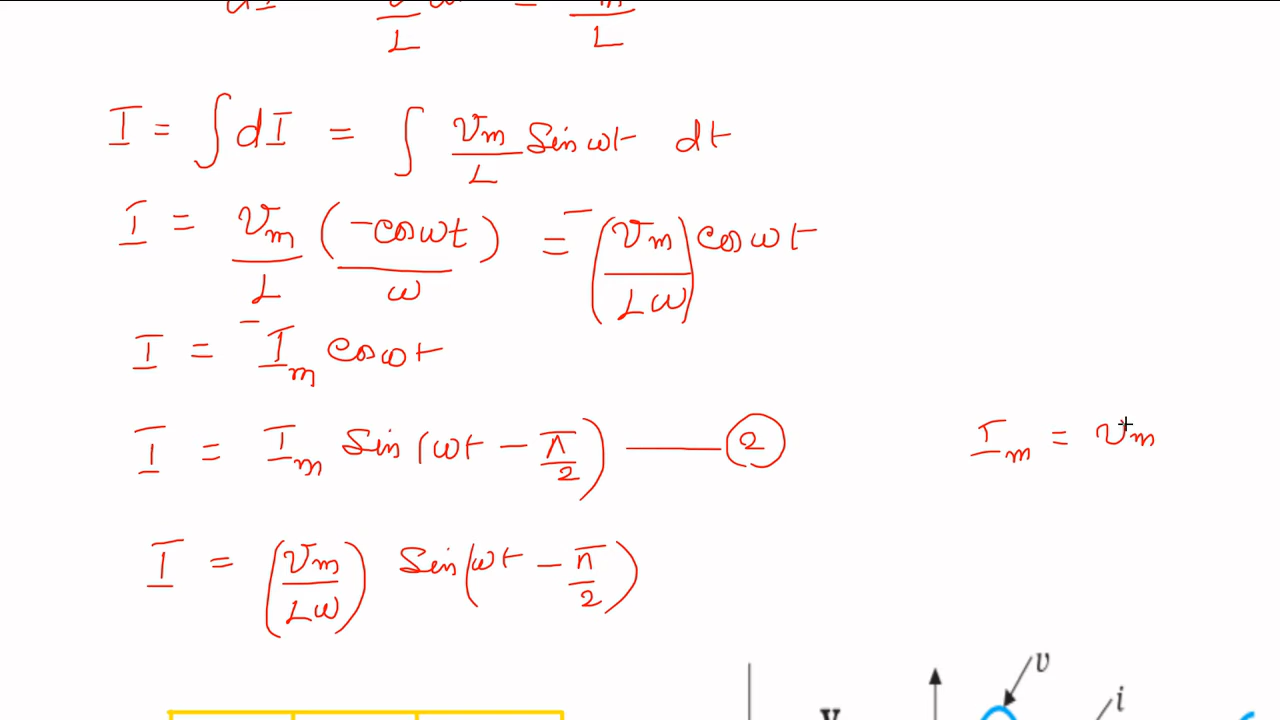 L L
I = ∫ dI = ∫ Vm/L Sin ωt dt
I = Vm/L (-cos ωt/ω) = -(Vm/Lω) cos ωt
I = -Im cos ωt
I = Im Sin (ωt - π/2) — 2 Im = Vm
I = (Vm/Lω) Sin (ωt - π/2)
v
i
V